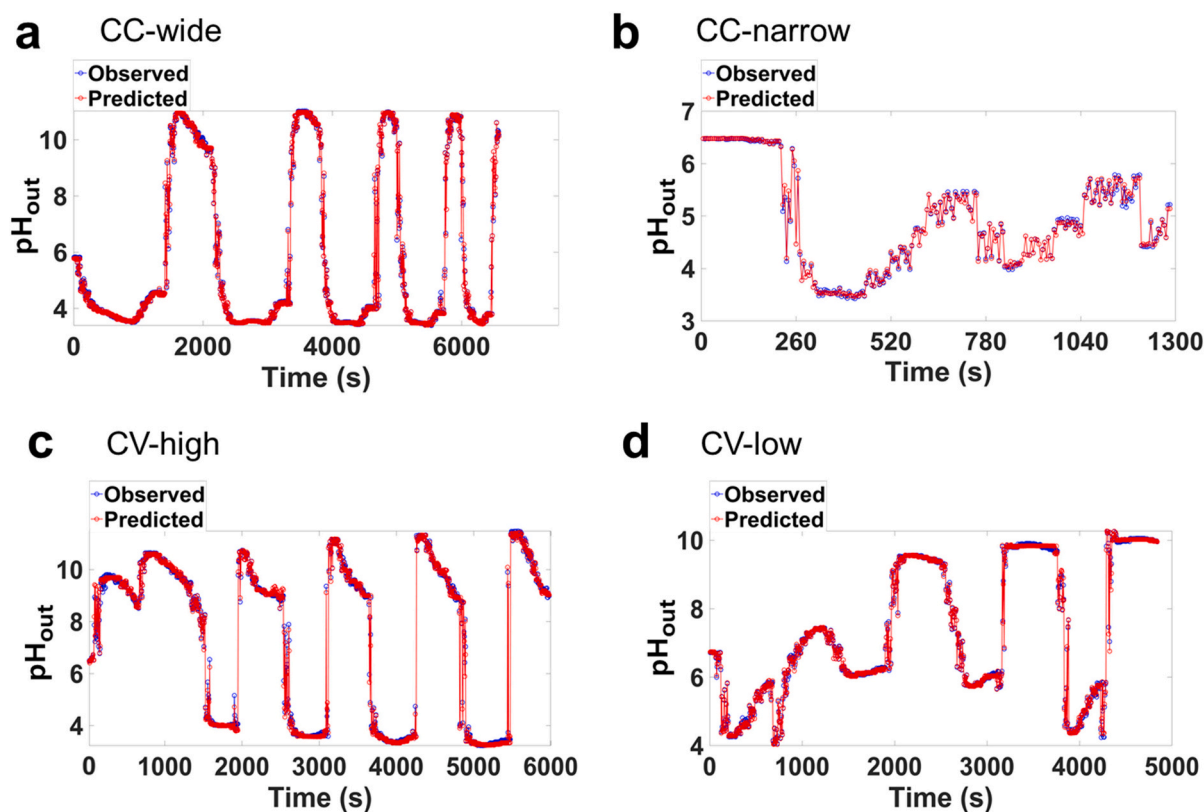 a CC-wide
Observed
Predicted
10
8
6
4
pHout
0 2000 4000 6000
Time (s)
b CC-narrow
Observed
Predicted
7
6
5
4
3
pHout
0 260 520 780 1040 1300
Time (s)
c CV-high
Observed
Predicted
10
8
6
4
pHout
0 1000 2000 3000 4000 5000 6000
Time (s)
d CV-low
Observed
Predicted
10
8
6
4
pHout
0 1000 2000 3000 4000 5000
Time (s)